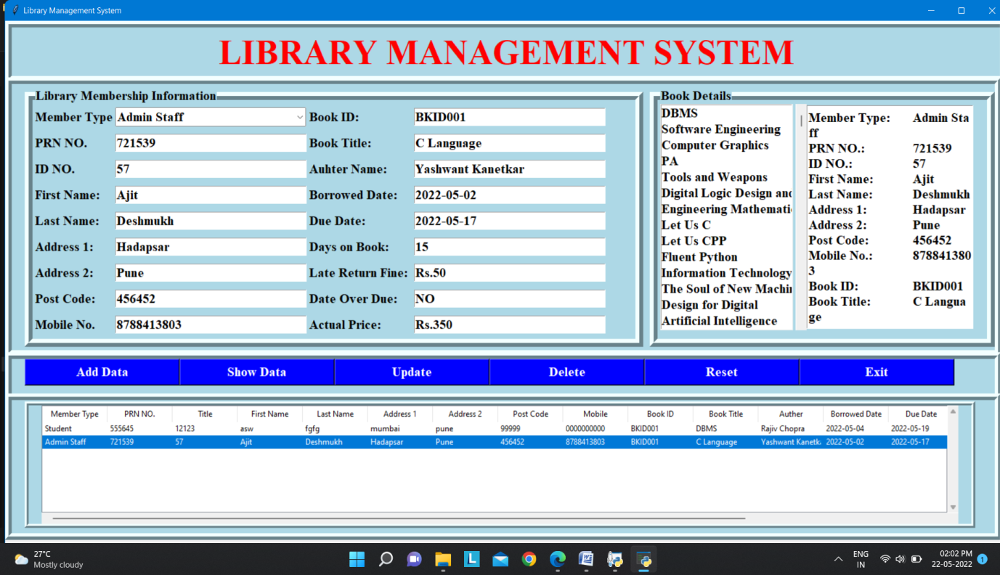 Library Management System
LIBRARY MANAGEMENT SYSTEM
Library Membership Information
Member Type Admin Staff Book ID: BKID001
PRN NO. 721539 Book Title: C Language
ID NO. 57 Auhter Name: Yashwant Kanetkar
First Name: Ajit Borrowed Date: 2022-05-02
Last Name: Deshmukh Due Date: 2022-05-17
Address 1: Hadapsar Days on Book: 15
Address 2: Pune Late Return Fine: Rs.50
Post Code: 456452 Date Over Due: NO
Mobile No. 8788413803 Actual Price: Rs.350
Book Details
DBMS
Software Engineering
Computer Graphics
PA
Tools and Weapons
Digital Logic Design and
Engineering Mathemati
Let Us C
Let Us CPP
Fluent Python
Information Technology
The Soul of New Machin
Design for Digital
Artificial Intelligence
Member Type: Admin Sta
ff
PRN NO.: 721539
ID NO.: 57
First Name: Ajit
Last Name: Deshmukh
Address 1: Hadapsar
Address 2: Pune
Post Code: 456452
Mobile No.: 878841380
3
Book ID: BKID001
Book Title: C Langua
ge
Add Data Show Data Update Delete Reset Exit
Member Type PRN NO. Title First Name Last Name Address 1 Address 2 Post Code Mobile Book ID Book Title Auther Borrowed Date Due Date
Student 555645 12123 asw fgfg mumbai pune 99999 0000000000 BKID001 DBMS Rajiv Chopra 2022-05-04 2022-05-19
Admin Staff 721539 57 Ajit Deshmukh Hadapsar Pune 456452 8788413803 BKID001 C Language Yashwant Kanetk 2022-05-02 2022-05-17
27°C
Mostly cloudy
ENG
IN
02:02 PM
22-05-2022
1